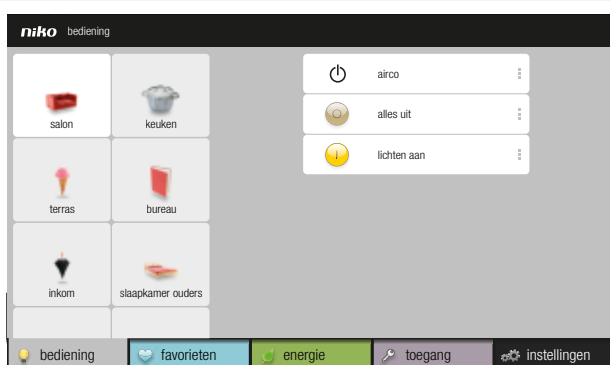 niko bediening
salon keuken
terras bureau
inkom slaapkamer ouders
airco
alles uit
lichten aan
bediening favorieten energie toegang instellingen